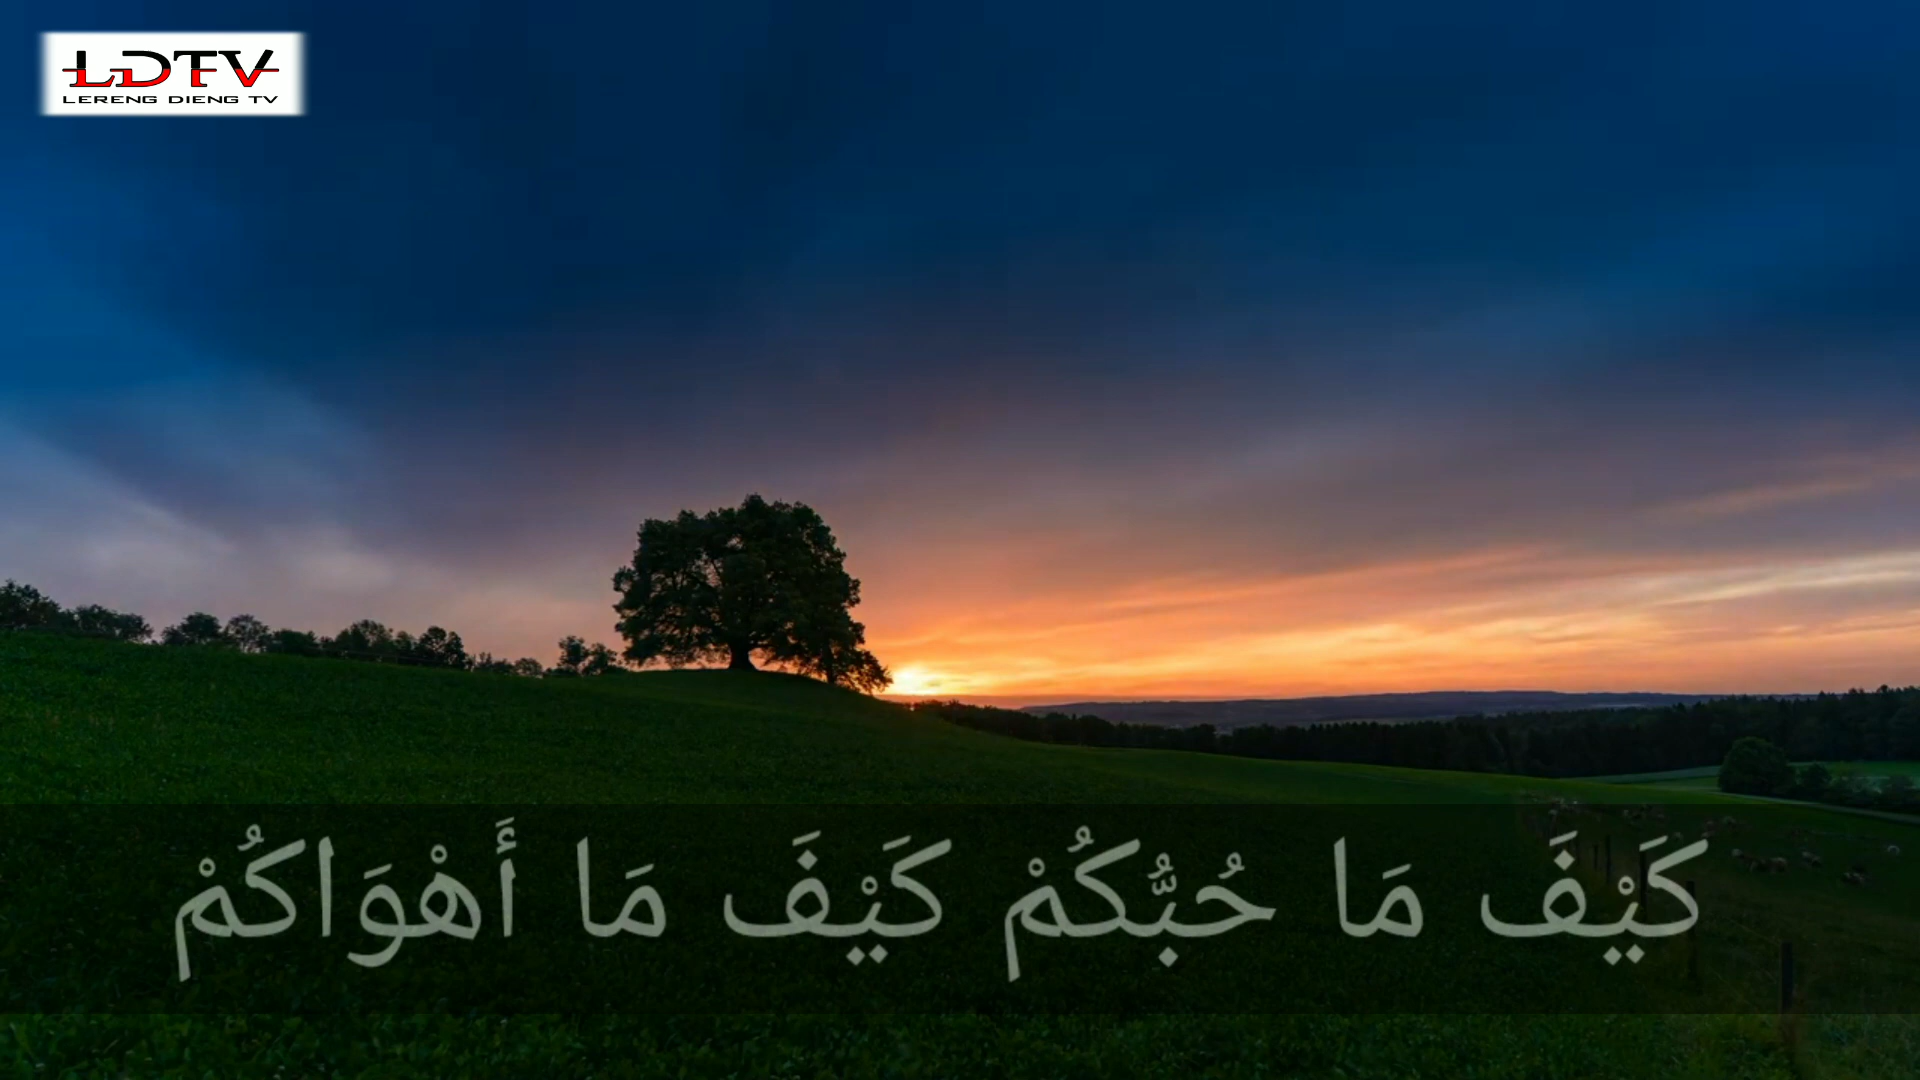 LDTV
LERENG DIENG TV
كَيْفَ مَا حُبُّكُمْ كَيْفَ مَا أَهْوَاكُمْ